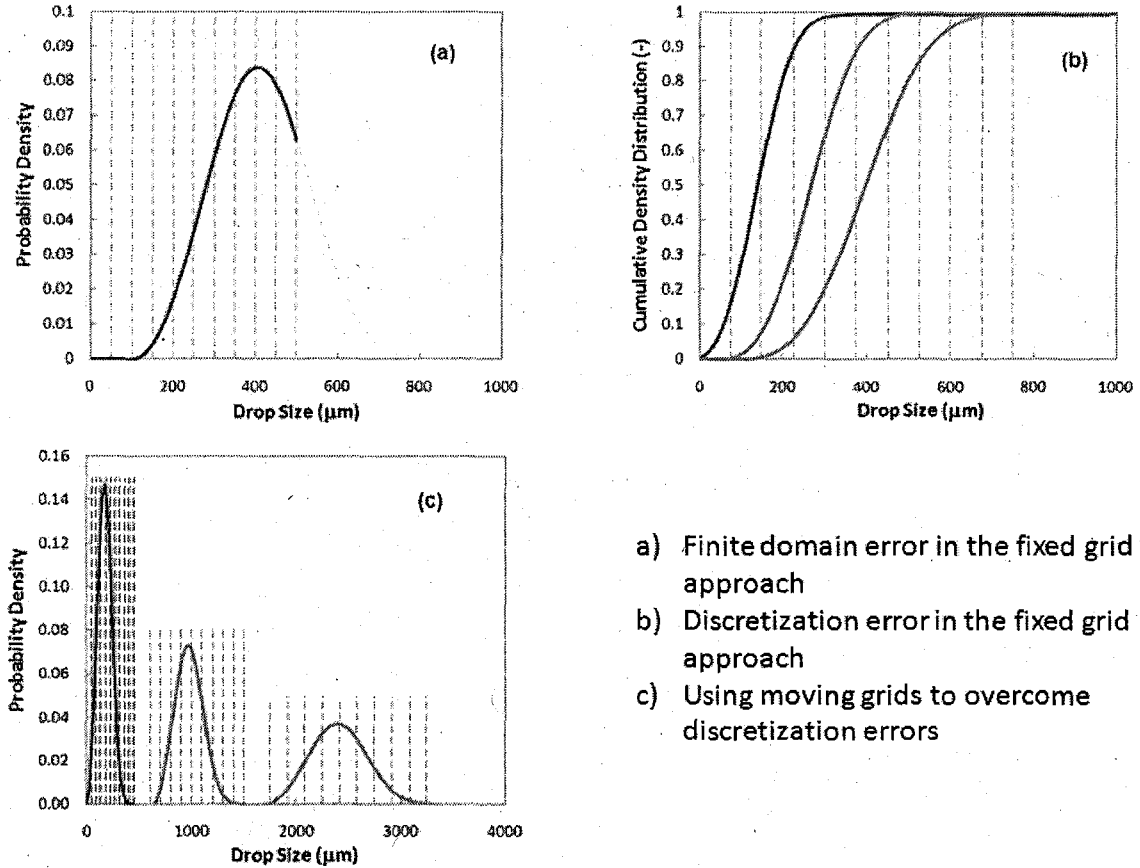 0.1
0.09
0.08
0.07
0.06
0.05
0.04
0.03
0.02
0.01
0
Probability Density
(a)
0 200 400 600 800 1000
Drop Size (µm)
1
0.9
0.8
0.7
0.6
0.5
0.4
0.3
0.2
0.1
0
Cumulative Density Distribution (-)
(b)
0 200 400 600 800 1000
Drop Size (µm)
0.16
0.14
0.12
0.10
0.08
0.06
0.04
0.02
0.00
Probability Density
(c)
0 1000 2000 3000 4000
Drop Size (µm)
a) Finite domain error in the fixed grid
approach
b) Discretization error in the fixed grid
approach
c) Using moving grids to overcome
discretization errors